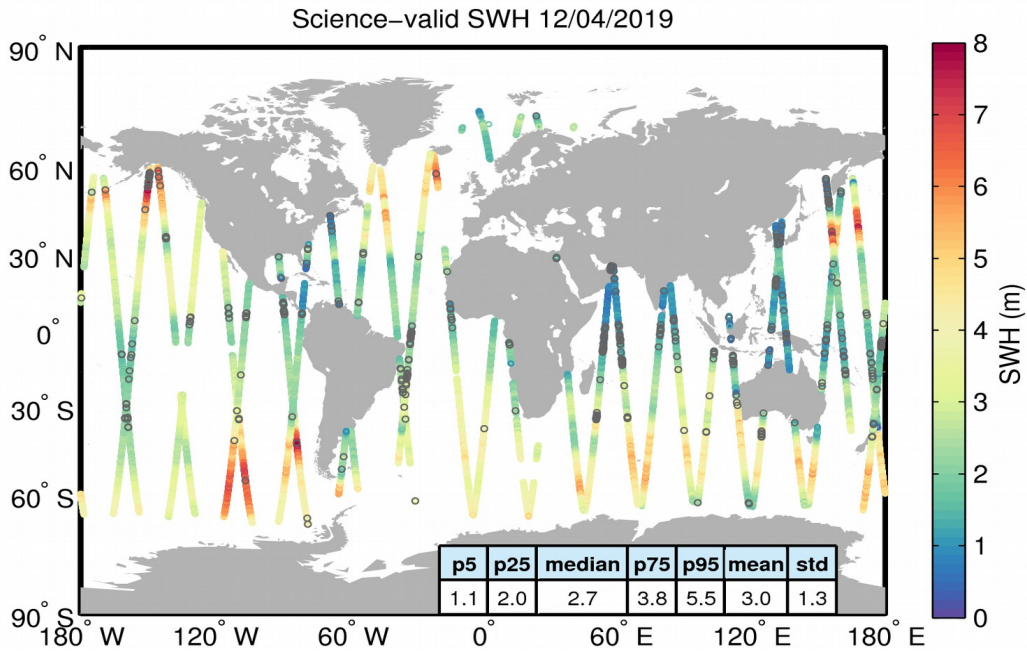 Science−valid SWH 12/04/2019
90° N
60° N
30° N
0°
30° S
60° S
90° S
180° W
120° W
60° W
0°
60° E
120° E
180° E
p5 p25 median p75 p95 mean std
1.1 2.0 2.7 3.8 5.5 3.0 1.3
8
7
6
5
4
3
2
1
0
SWH (m)